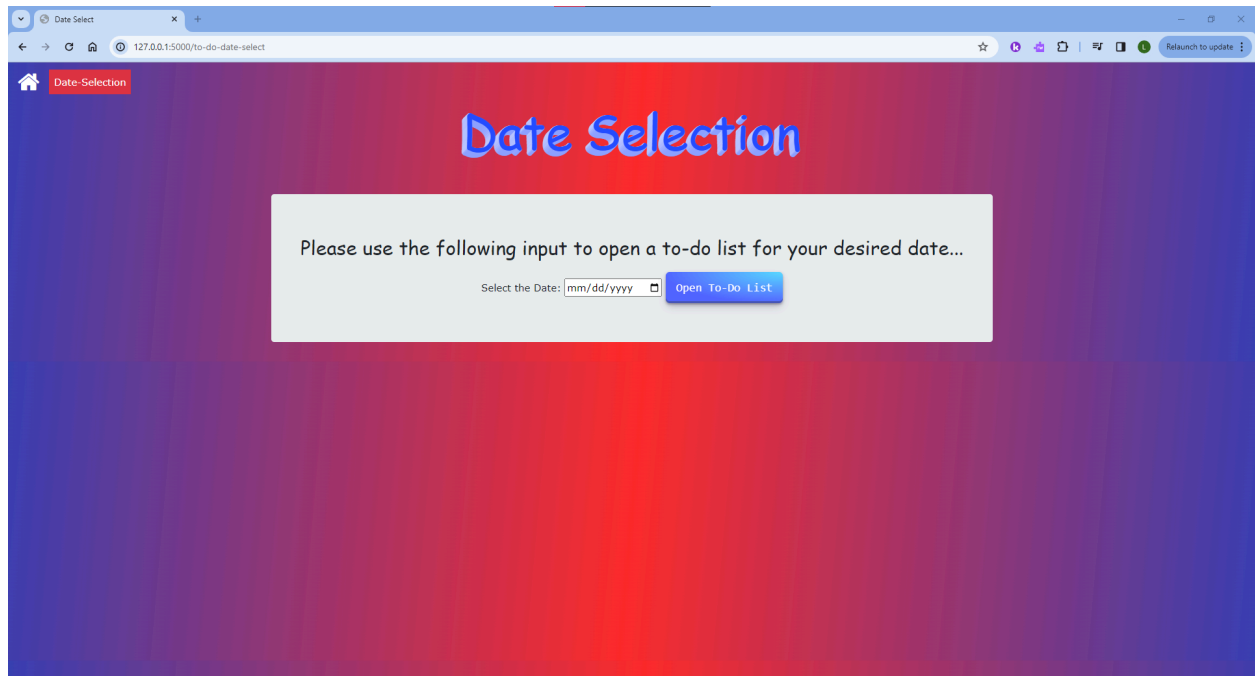 Date Select
127.0.0.1:5000/to-do-date-select
L
Relaunch to update
Date-Selection
Date Selection
Please use the following input to open a to-do list for your desired date...
Select the Date: mm/dd/yyyy Open To-Do List